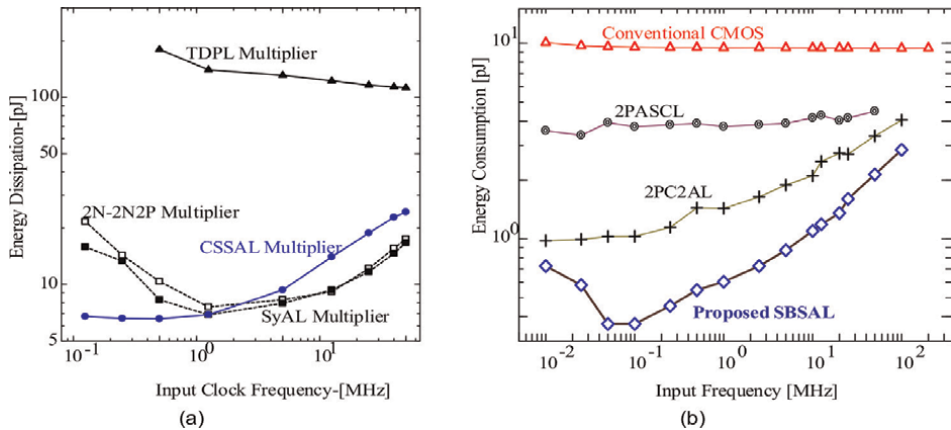 Energy Dissipation-[pJ]
100
50
10
5
TDPL Multiplier
2N-2N2P Multiplier
CSSAL Multiplier
SyAL Multiplier
10⁻¹
10⁰
10¹
Input Clock Frequency-[MHz]
(a)
Energy Consumption [pJ]
10¹
10⁰
Conventional CMOS
2PASCL
2PC2AL
Proposed SBSAL
10⁻²
10⁻¹
10⁰
10¹
10²
Input Frequency [MHz]
(b)